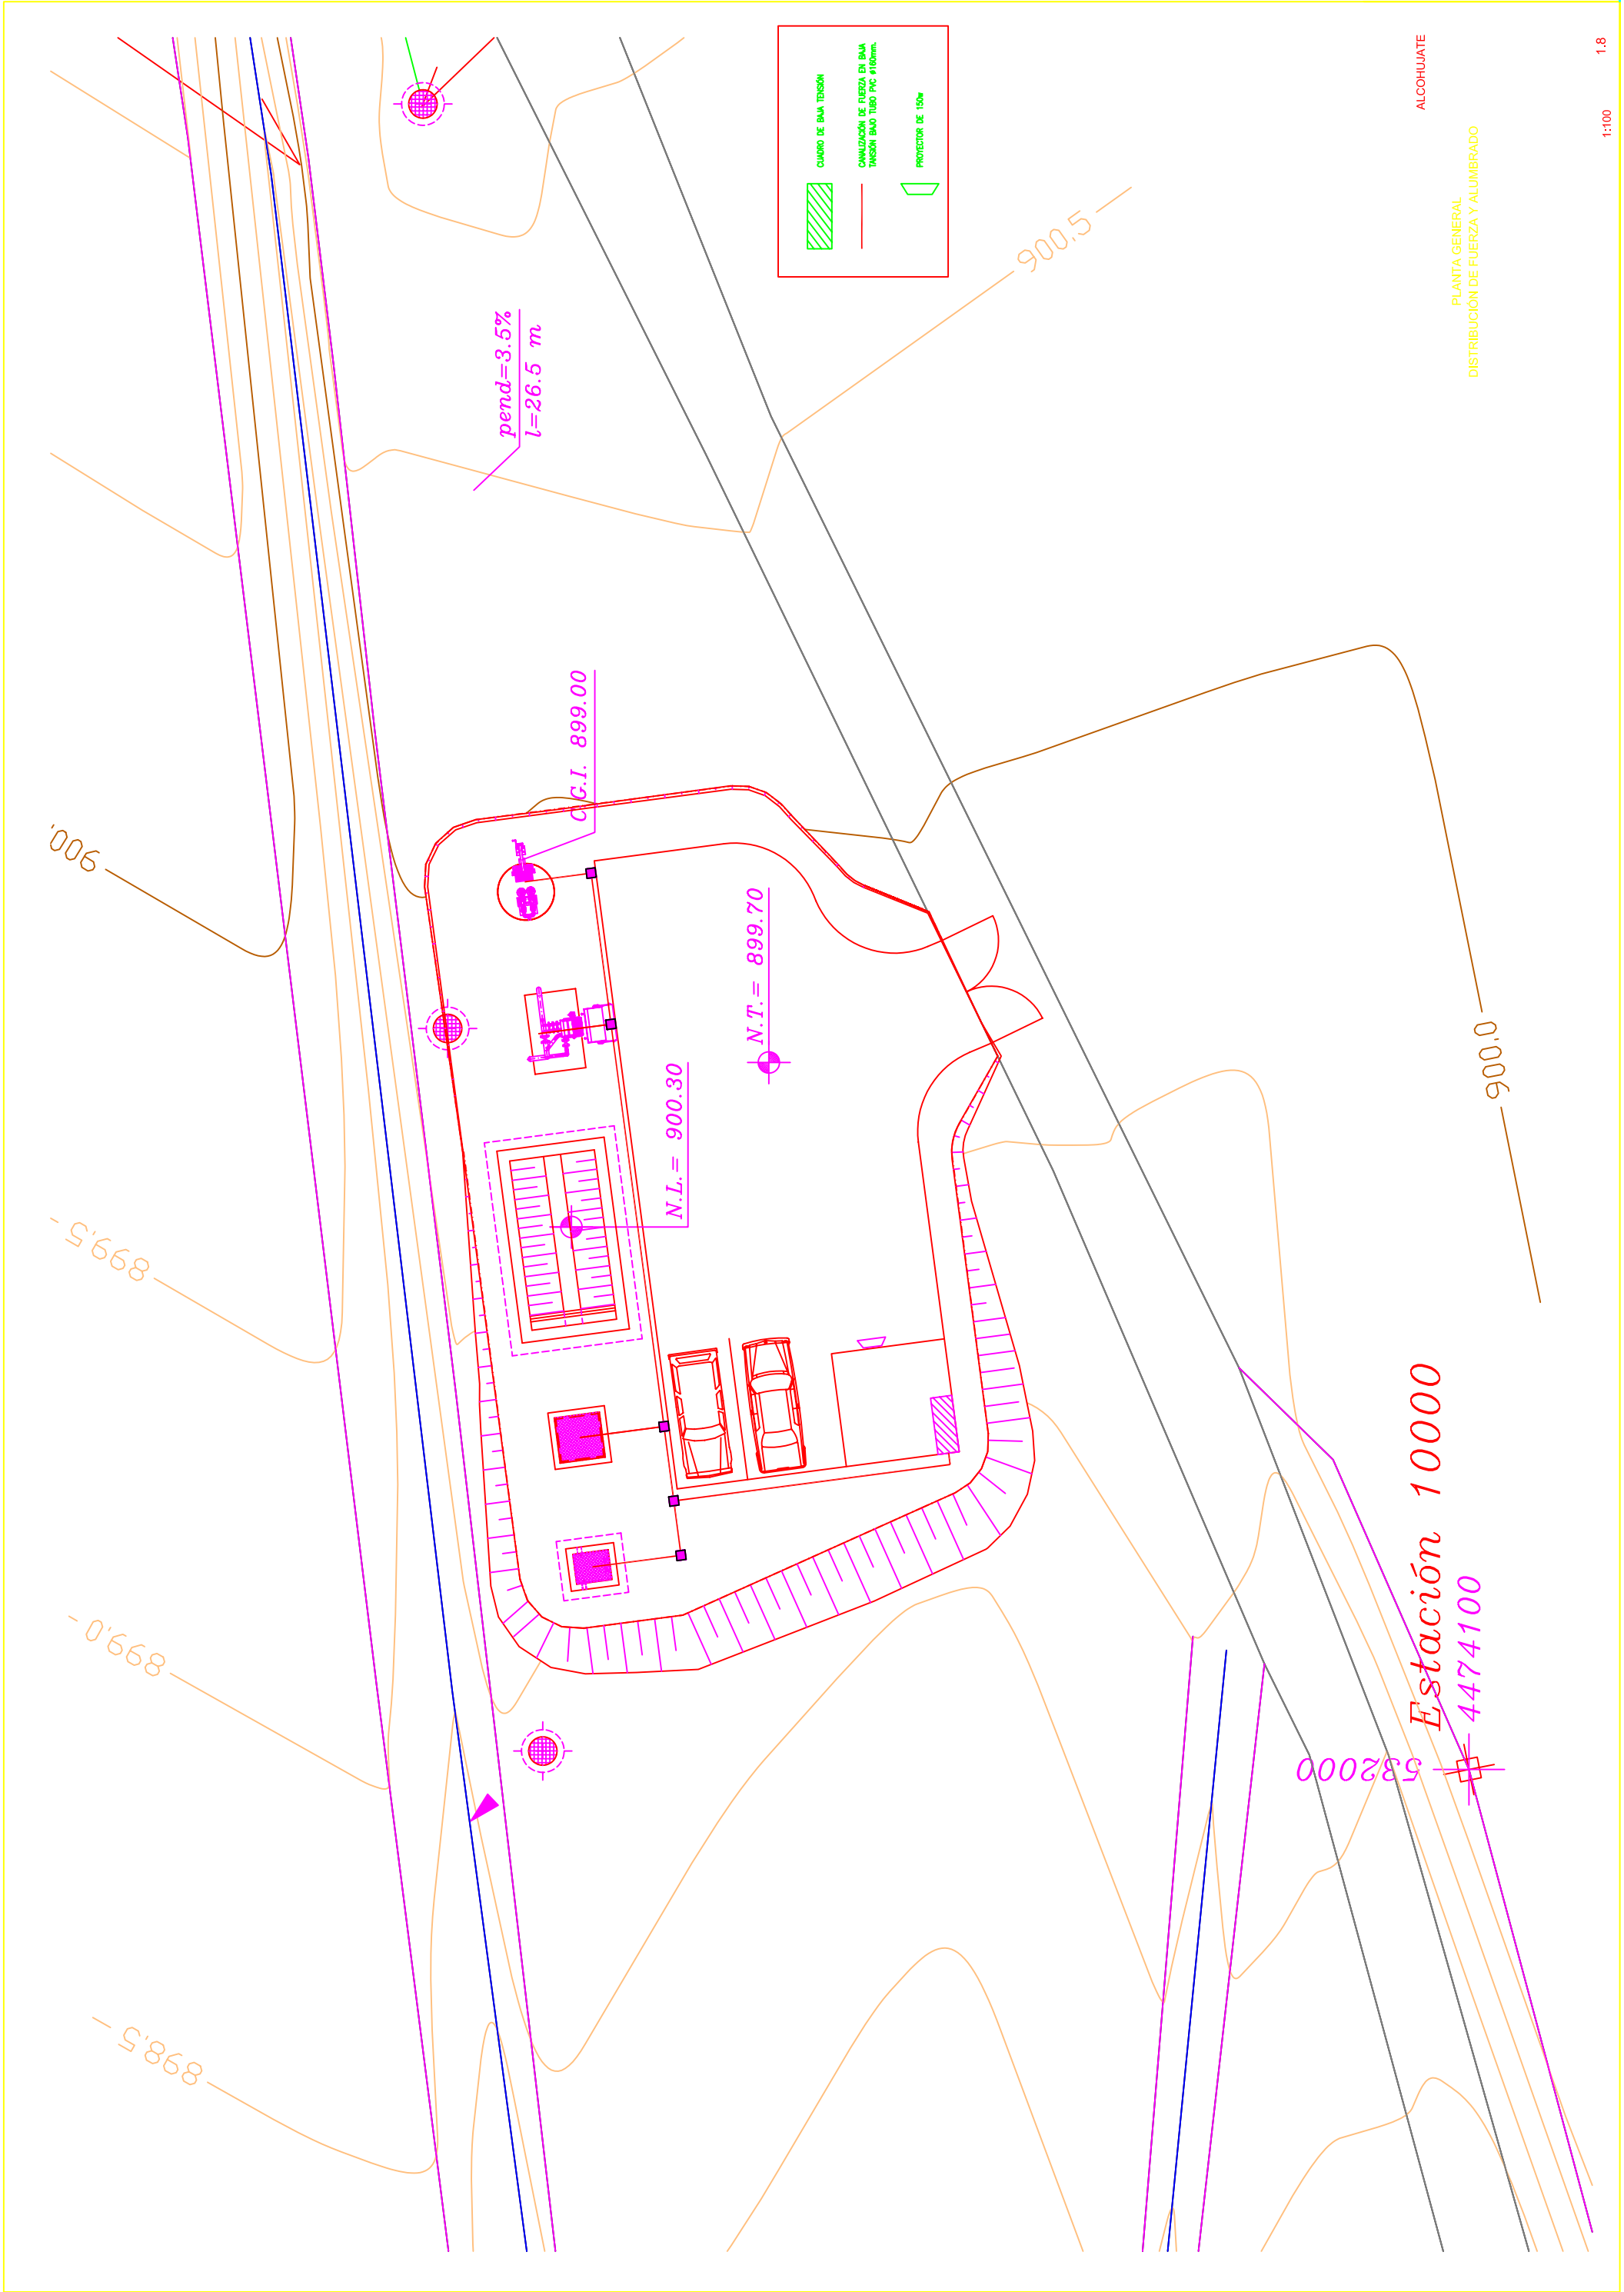 CUADRO DE BAJA TENSIÓN
CANALIZACIÓN DE FUERZA EN BAJA
TANSIÓN BAJO TUBO PVC ø160mm.
PROYECTOR DE 150w
ALCOHUJATE
PLANTA GENERAL
DISTRIBUCIÓN DE FUERZA Y ALUMBRADO
1:100
1.8
900.5
pend=3.5%
l=26.5 m
C.G.I. 899.00
N.T.= 899.70
N.L.= 900.30
900.
900.0
899.5
899.0
898.5
Estación 10000
4474100
532000